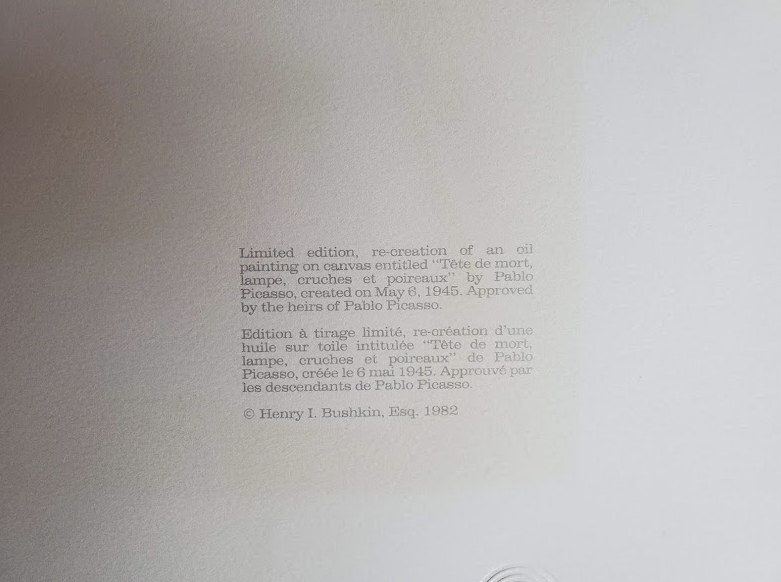 Limited edition, re-creation of an oil
painting on canvas entitled "Tête de mort,
lampe, cruches et poireaux" by Pablo
Picasso, created on May 6, 1945. Approved
by the heirs of Pablo Picasso.
Edition à tirage limité, re-création d'une
huile sur toile intitulée "Tête de mort,
lampe, cruches et poireaux" de Pablo
Picasso, créée le 6 mai 1945. Approuvé par
les descendants de Pablo Picasso.
© Henry I. Bushkin, Esq. 1982